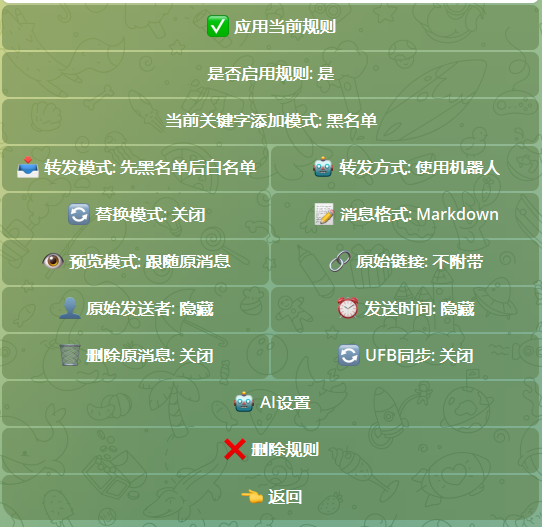 ✅ 应用当前规则
是否启用规则: 是
当前关键字添加模式: 黑名单
📥 转发模式: 先黑名单后白名单
🤖 转发方式: 使用机器人
🔄 替换模式: 关闭
📝 消息格式: Markdown
👁 预览模式: 跟随原消息
🔗 原始链接: 不附带
👤 原始发送者: 隐藏
⏰ 发送时间: 隐藏
🗑 删除原消息: 关闭
🔄 UFB同步: 关闭
🤖 AI设置
❌ 删除规则
👈 返回